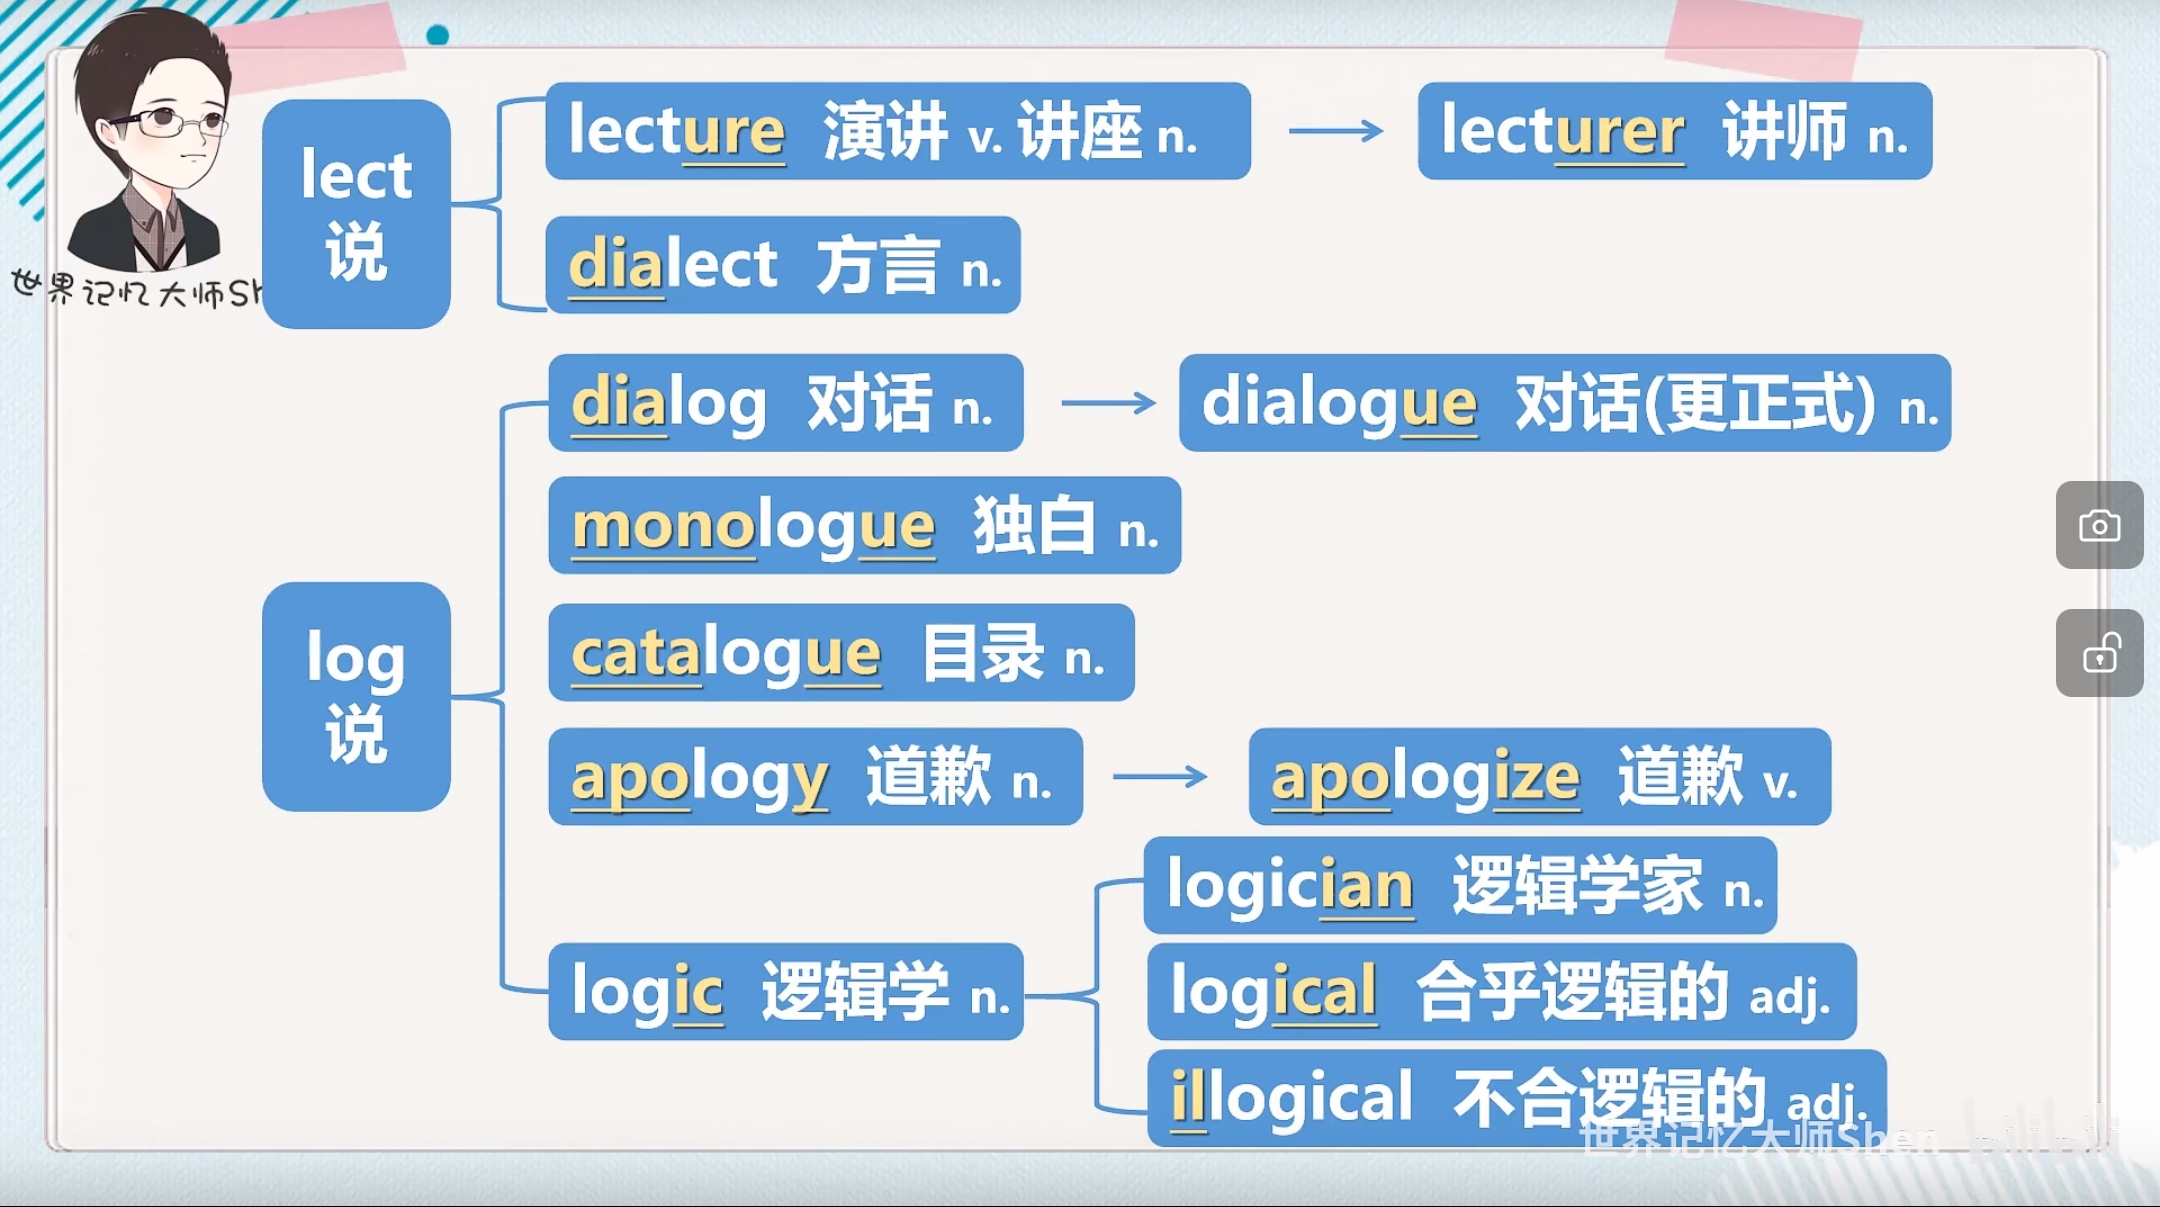 世界记忆大师Sh
lect
说
lecture 演讲 v. 讲座 n.
lecturer 讲师 n.
dialect 方言 n.
log
说
dialog 对话 n.
dialogue 对话(更正式) n.
monologue 独白 n.
catalogue 目录 n.
apology 道歉 n.
apologize 道歉 v.
logic 逻辑学 n.
logician 逻辑学家 n.
logical 合乎逻辑的 adj.
illogical 不合逻辑的 adj.
世界记忆大师Shen
bilibili